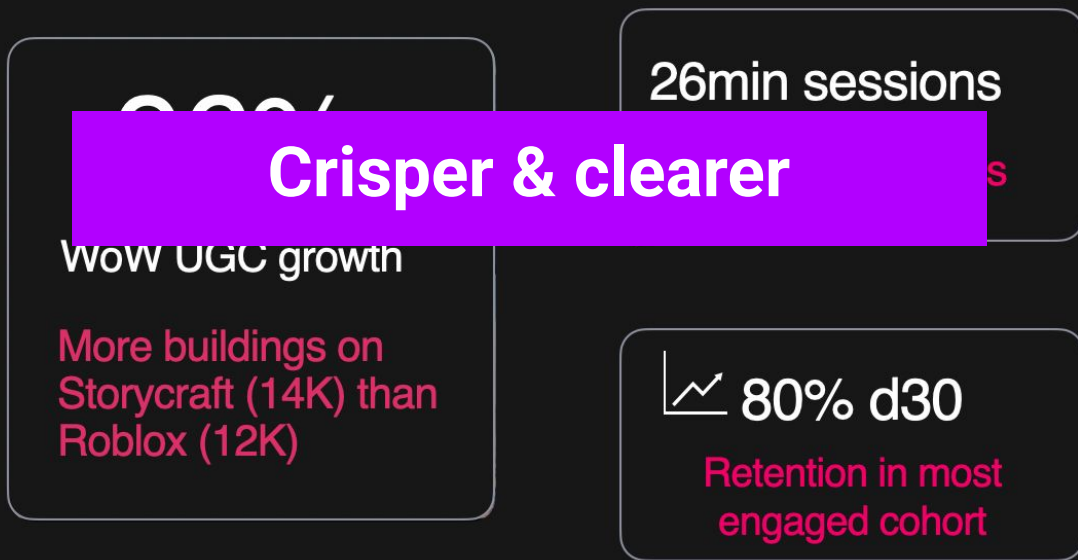 26min sessions
Crisper & clearer
WoW UGC growth
More buildings on
Storycraft (14K) than
Roblox (12K)
80% d30
Retention in most
engaged cohort